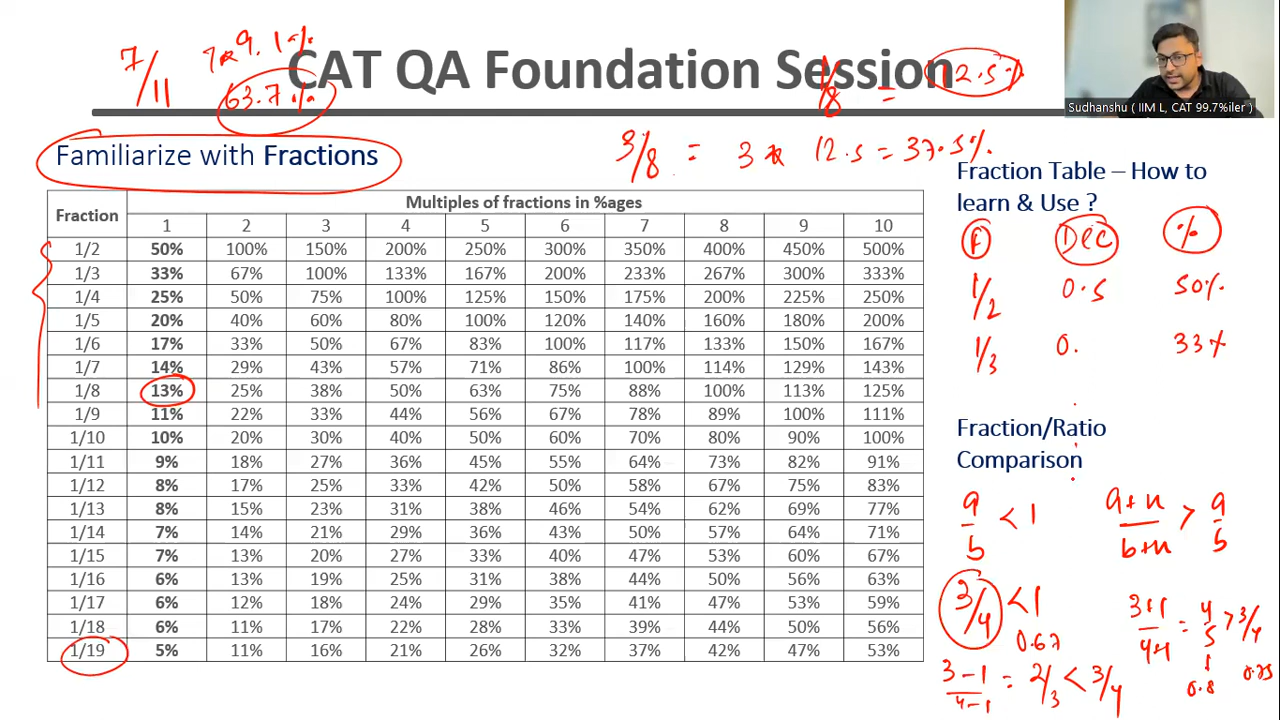 7/11 7*9.1%
63.7%
CAT QA Foundation Session
1/8 = 12.5%
Sudhanshu ( IIM L, CAT 99.7%iler )
Familiarize with Fractions
3/8 = 3 * 12.5 = 37.5%
Fraction Multiples of fractions in %ages
1 2 3 4 5 6 7 8 9 10
1/2 50% 100% 150% 200% 250% 300% 350% 400% 450% 500%
1/3 33% 67% 100% 133% 167% 200% 233% 267% 300% 333%
1/4 25% 50% 75% 100% 125% 150% 175% 200% 225% 250%
1/5 20% 40% 60% 80% 100% 120% 140% 160% 180% 200%
1/6 17% 33% 50% 67% 83% 100% 117% 133% 150% 167%
1/7 14% 29% 43% 57% 71% 86% 100% 114% 129% 143%
1/8 13% 25% 38% 50% 63% 75% 88% 100% 113% 125%
1/9 11% 22% 33% 44% 56% 67% 78% 89% 100% 111%
1/10 10% 20% 30% 40% 50% 60% 70% 80% 90% 100%
1/11 9% 18% 27% 36% 45% 55% 64% 73% 82% 91%
1/12 8% 17% 25% 33% 42% 50% 58% 67% 75% 83%
1/13 8% 15% 23% 31% 38% 46% 54% 62% 69% 77%
1/14 7% 14% 21% 29% 36% 43% 50% 57% 64% 71%
1/15 7% 13% 20% 27% 33% 40% 47% 53% 60% 67%
1/16 6% 13% 19% 25% 31% 38% 44% 50% 56% 63%
1/17 6% 12% 18% 24% 29% 35% 41% 47% 53% 59%
1/18 6% 11% 17% 22% 28% 33% 39% 44% 50% 56%
1/19 5% 11% 16% 21% 26% 32% 37% 42% 47% 53%
Fraction Table – How to
learn & Use ?
F Dec %
1/2 0.5 50%
1/3 0. 33%
Fraction/Ratio
Comparison
a/b < 1 a+n/b+n > a/b
3/4 < 1 3+1/4+1 = 4/5 > 3/4
0.67 0.8 0.75
3-1/4-1 = 2/3 < 3/4